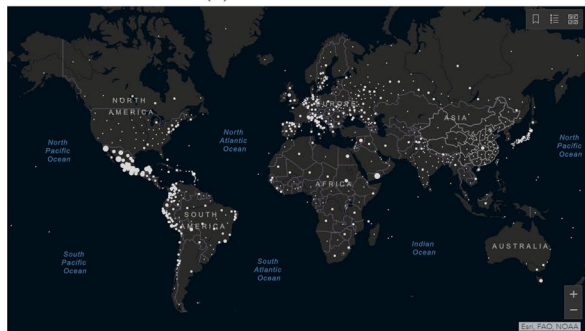 NORTH
AMERICA
EUROPE
ASIA
North
Pacific
Ocean
North
Atlantic
Ocean
North
Pacific
Ocean
AFRICA
SOUTH
AMERICA
Indian
Ocean
AUSTRALIA
South
Pacific
Ocean
South
Atlantic
Ocean
+
−
Esri, FAO, NOAA